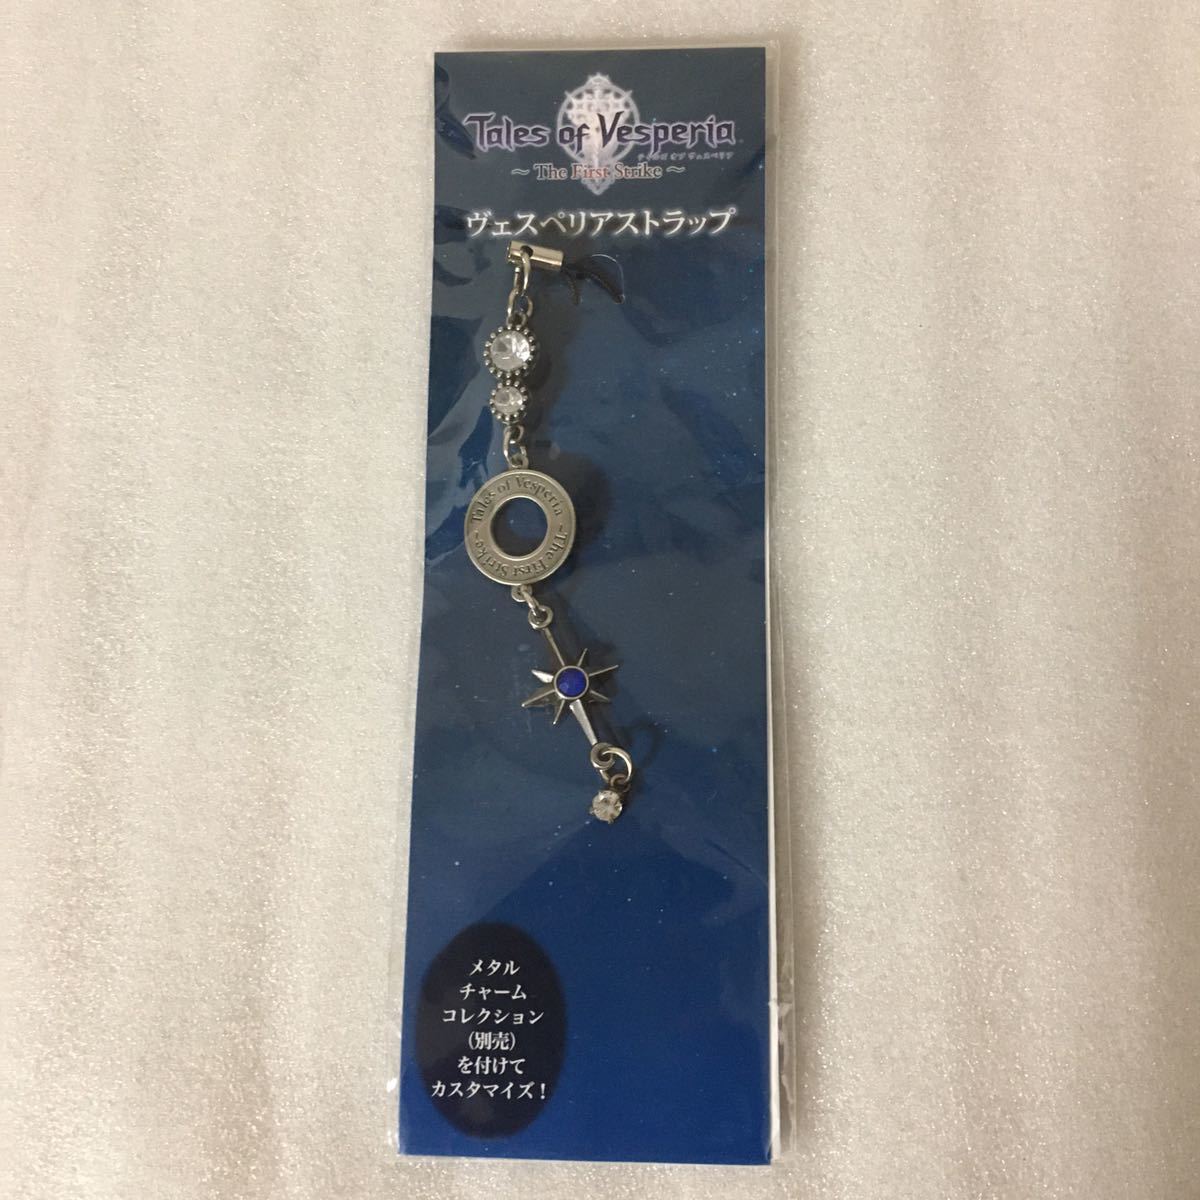 Tales of Vesperia
テイルズ オブ ヴェスペリア
～The First Strike～
ヴェスペリアストラップ
Tales of Vesperia ~The First Strike~
メタル
チャーム
コレクション
(別売)
を付けて
カスタマイズ！